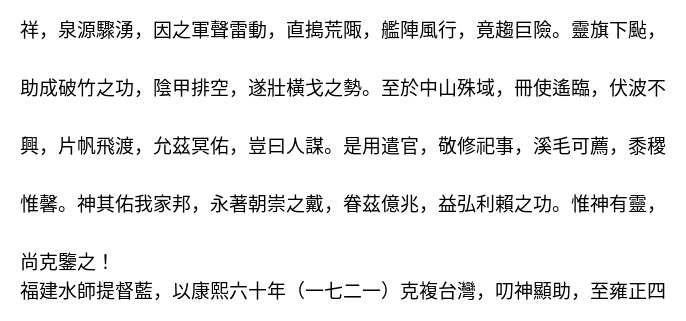 祥，泉源驟湧，因之軍聲雷動，直搗荒陬，艦陣風行，竟趨巨險。靈旗下颭，
助成破竹之功，陰甲排空，遂壯橫戈之勢。至於中山殊域，冊使遙臨，伏波不
興，片帆飛渡，允茲冥佑，豈曰人謀。是用遣官，敬修祀事，溪毛可薦，黍稷
惟馨。神其佑我家邦，永著朝崇之戴，眷茲億兆，益弘利賴之功。惟神有靈，
尚克鑒之！
福建水師提督藍，以康熙六十年（一七二一）克複台灣，叨神顯助，至雍正四